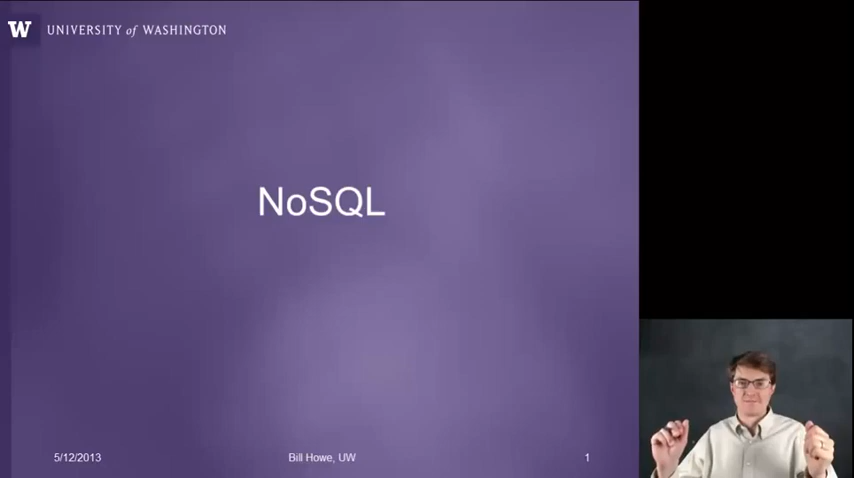 W UNIVERSITY of WASHINGTON
NoSQL
5/12/2013 Bill Howe, UW 1